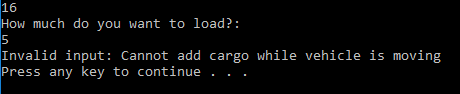 16
How much do you want to load?:
5
Invalid input: Cannot add cargo while vehicle is moving
Press any key to continue . . .